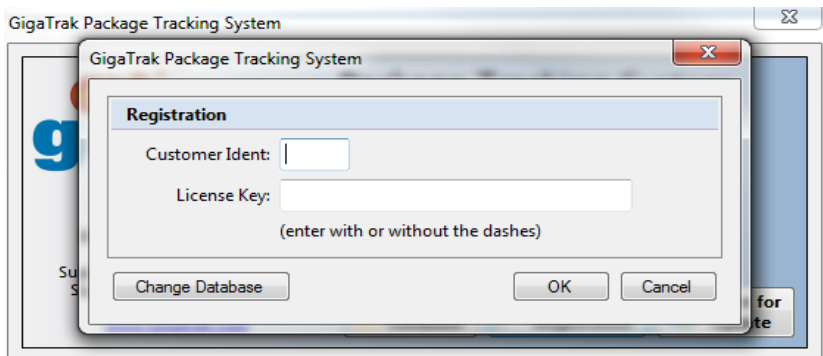 GigaTrak Package Tracking System
GigaTrak Package Tracking System
Registration
Customer Ident:
License Key:
(enter with or without the dashes)
Change Database
OK
Cancel
Su
S
for
te